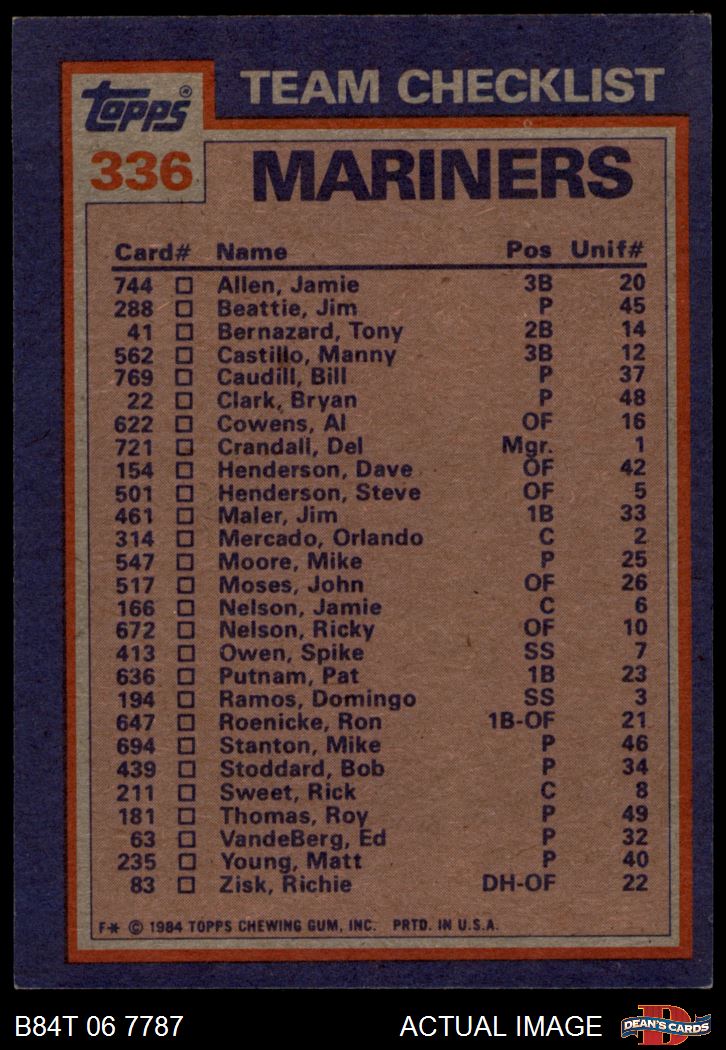 TEAM CHECKLIST
Topps®
336
MARINERS
Card# Name Pos Unif#
744 Allen, Jamie 3B 20
288 Beattie, Jim P 45
41 Bernazard, Tony 2B 14
562 Castillo, Manny 3B 12
769 Caudill, Bill P 37
22 Clark, Bryan P 48
622 Cowens, Al OF 16
721 Crandall, Del Mgr. 1
154 Henderson, Dave OF 42
501 Henderson, Steve OF 5
461 Maler, Jim 1B 33
314 Mercado, Orlando C 2
547 Moore, Mike P 25
517 Moses, John OF 26
166 Nelson, Jamie C 6
672 Nelson, Ricky OF 10
413 Owen, Spike SS 7
636 Putnam, Pat 1B 23
194 Ramos, Domingo SS 3
647 Roenicke, Ron 1B-OF 21
694 Stanton, Mike P 46
439 Stoddard, Bob P 34
211 Sweet, Rick C 8
181 Thomas, Roy P 49
63 VandeBerg, Ed P 32
235 Young, Matt P 40
83 Zisk, Richie DH-OF 22
F* © 1984 TOPPS CHEWING GUM, INC. PRTD. IN U.S.A.
B84T 06 7787 ACTUAL IMAGE DEAN'S CARDS